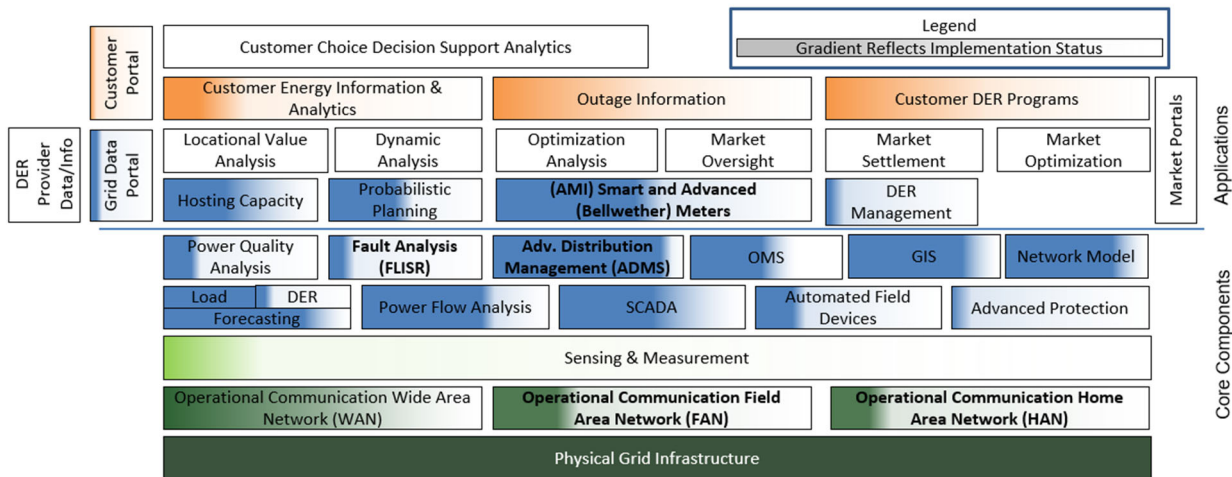 Legend
Gradient Reflects Implementation Status
Customer
Portal
Customer Choice Decision Support Analytics
Customer Energy Information &
Analytics
Outage Information
Customer DER Programs
DER
Provider
Data/Info
Grid Data
Portal
Locational Value
Analysis
Dynamic
Analysis
Optimization
Analysis
Market
Oversight
Market
Settlement
Market
Optimization
Market Portals
Applications
Hosting Capacity
Probabilistic
Planning
(AMI) Smart and Advanced
(Bellwether) Meters
DER
Management
Power Quality
Analysis
Fault Analysis
(FLISR)
Adv. Distribution
Management (ADMS)
OMS
GIS
Network Model
Load
DER
Forecasting
Power Flow Analysis
SCADA
Automated Field
Devices
Advanced Protection
Sensing & Measurement
Core Components
Operational Communication Wide Area
Network (WAN)
Operational Communication Field
Area Network (FAN)
Operational Communication Home
Area Network (HAN)
Physical Grid Infrastructure